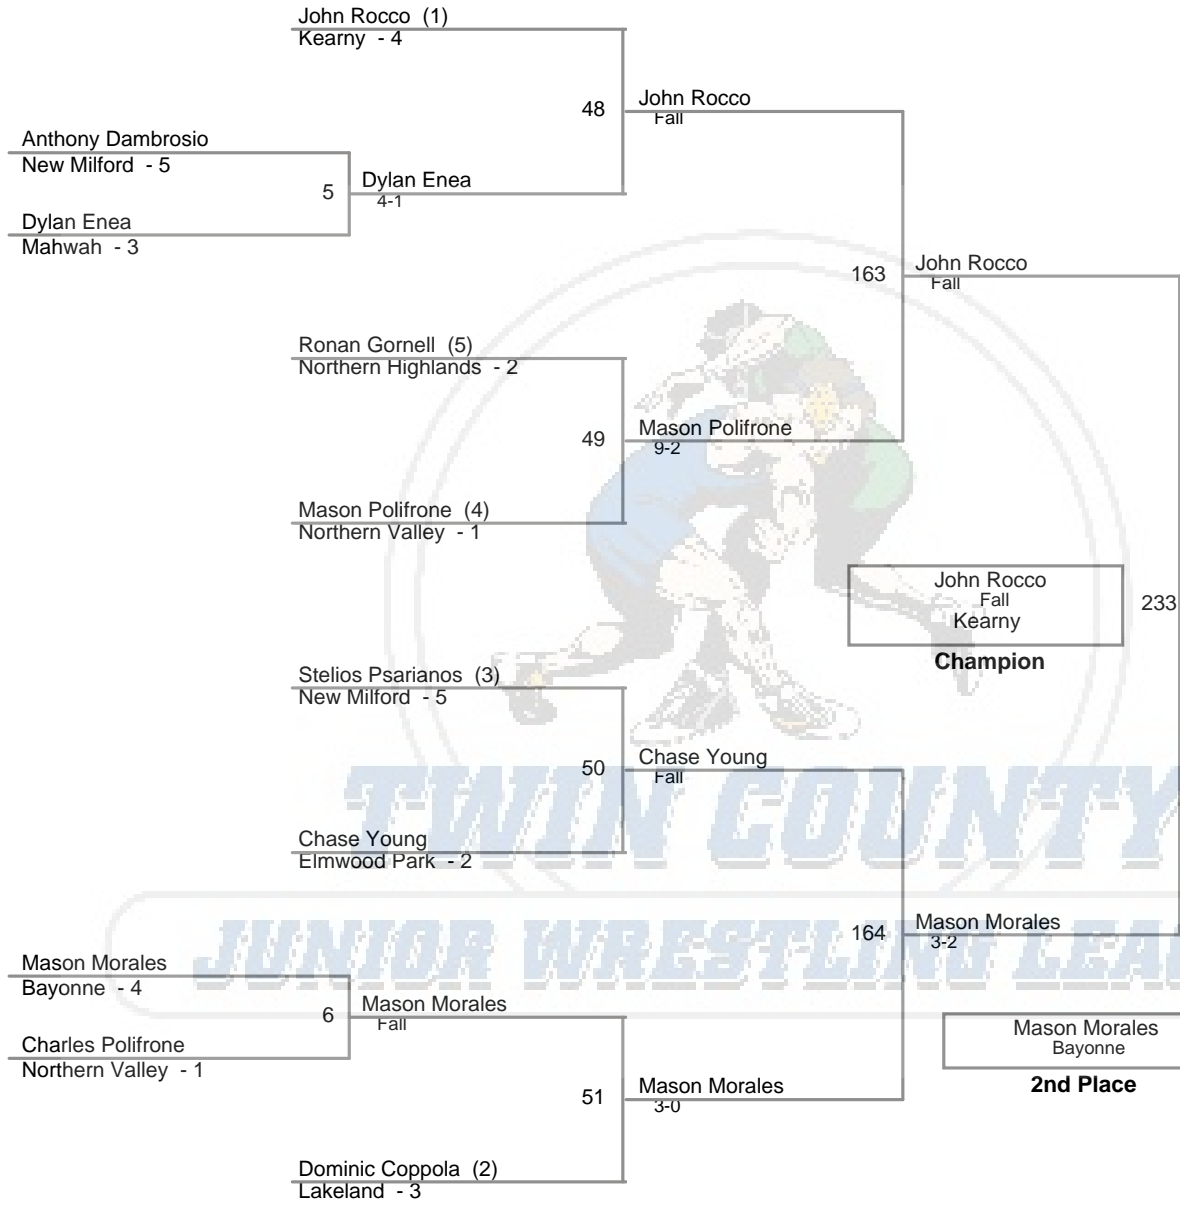 John Rocco (1)
Kearny - 4
48
John Rocco
Fall
Anthony Dambrosio
New Milford - 5
5
Dylan Enea
4-1
Dylan Enea
Mahwah - 3
163
John Rocco
Fall
Ronan Gornell (5)
Northern Highlands - 2
49
Mason Polifrone
9-2
Mason Polifrone (4)
Northern Valley - 1
John Rocco
Fall
Kearny
233
Champion
Stelios Psarianos (3)
New Milford - 5
50
Chase Young
Fall
TWIN COUNTY
Chase Young
Elmwood Park - 2
164
Mason Morales
3-2
JUNIOR WRESTLING LEAG
Mason Morales
Bayonne - 4
6
Mason Morales
Fall
Charles Polifrone
Northern Valley - 1
Mason Morales
Bayonne
2nd Place
51
Mason Morales
3-0
Dominic Coppola (2)
Lakeland - 3